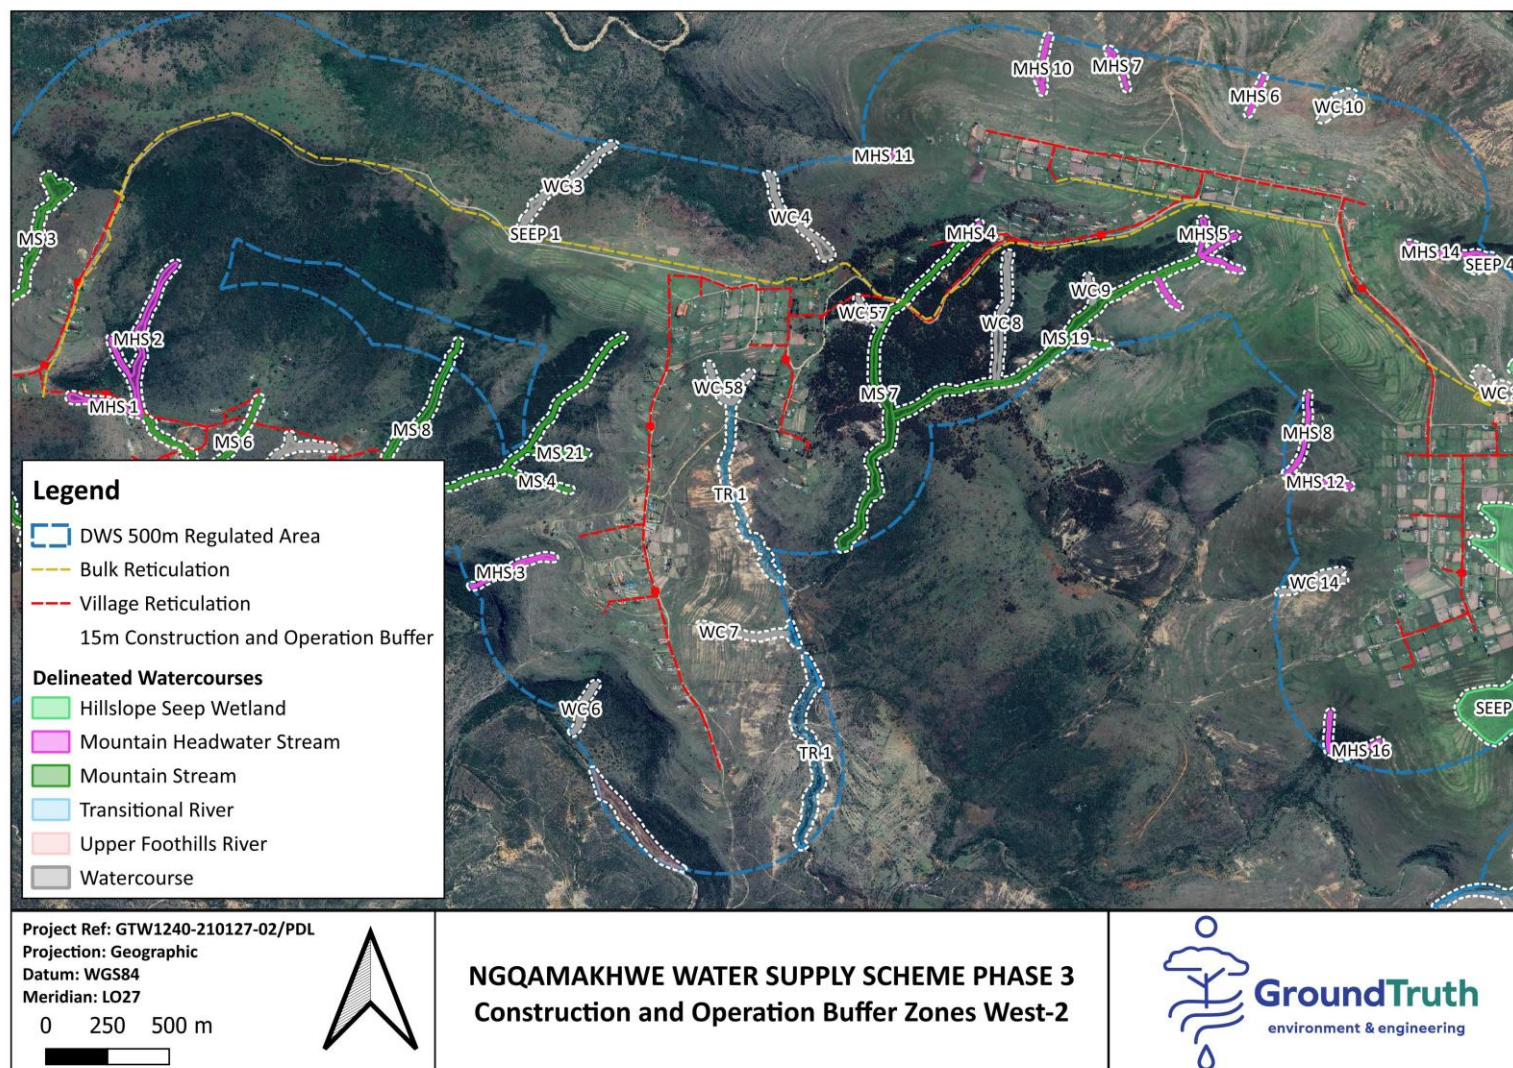 MHS 10
MHS 7
MHS 6
WC 10
MHS 11
WC 3
WC 4
SEEP 1
MS 3
MHS 4
MHS 5
MHS 14
SEEP 4
MHS 2
WC 57
WC 8
WC 9
MS 19
MHS 1
MS 6
MS 8
WC 58
MS 7
WC
MS 21
MS 4
TR 1
MHS 8
MHS 12
MHS 3
WC 14
WC 7
WC 6
TR 1
MHS 16
SEEP
Legend
DWS 500m Regulated Area
Bulk Reticulation
Village Reticulation
15m Construction and Operation Buffer
Delineated Watercourses
Hillslope Seep Wetland
Mountain Headwater Stream
Mountain Stream
Transitional River
Upper Foothills River
Watercourse
Project Ref: GTW1240-210127-02/PDL
Projection: Geographic
Datum: WGS84
Meridian: LO27
0 250 500 m
NGQAMAKHWE WATER SUPPLY SCHEME PHASE 3
Construction and Operation Buffer Zones West-2
GroundTruth
environment & engineering